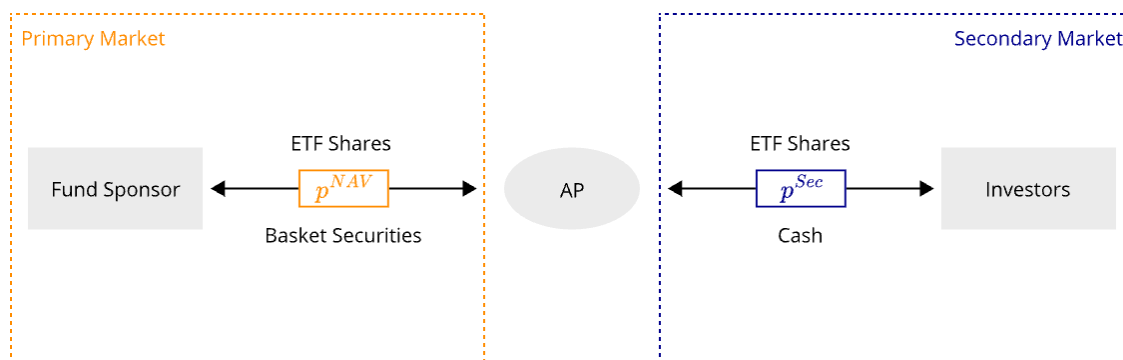 Primary Market
Secondary Market
ETF Shares
ETF Shares
Fund Sponsor
p^NAV
AP
p^Sec
Investors
Basket Securities
Cash